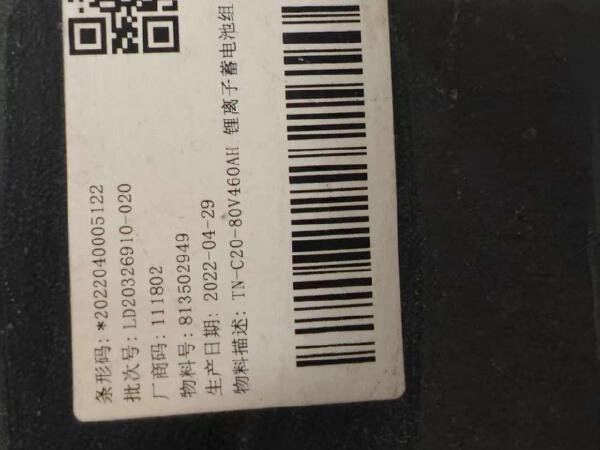 条形码: *2022040005122
批次号: LD20326910-020
厂商码: 111802
物料号: 813502949
生产日期: 2022-04-29
物料描述: TN-C20-80V460AH 锂离子蓄电池组